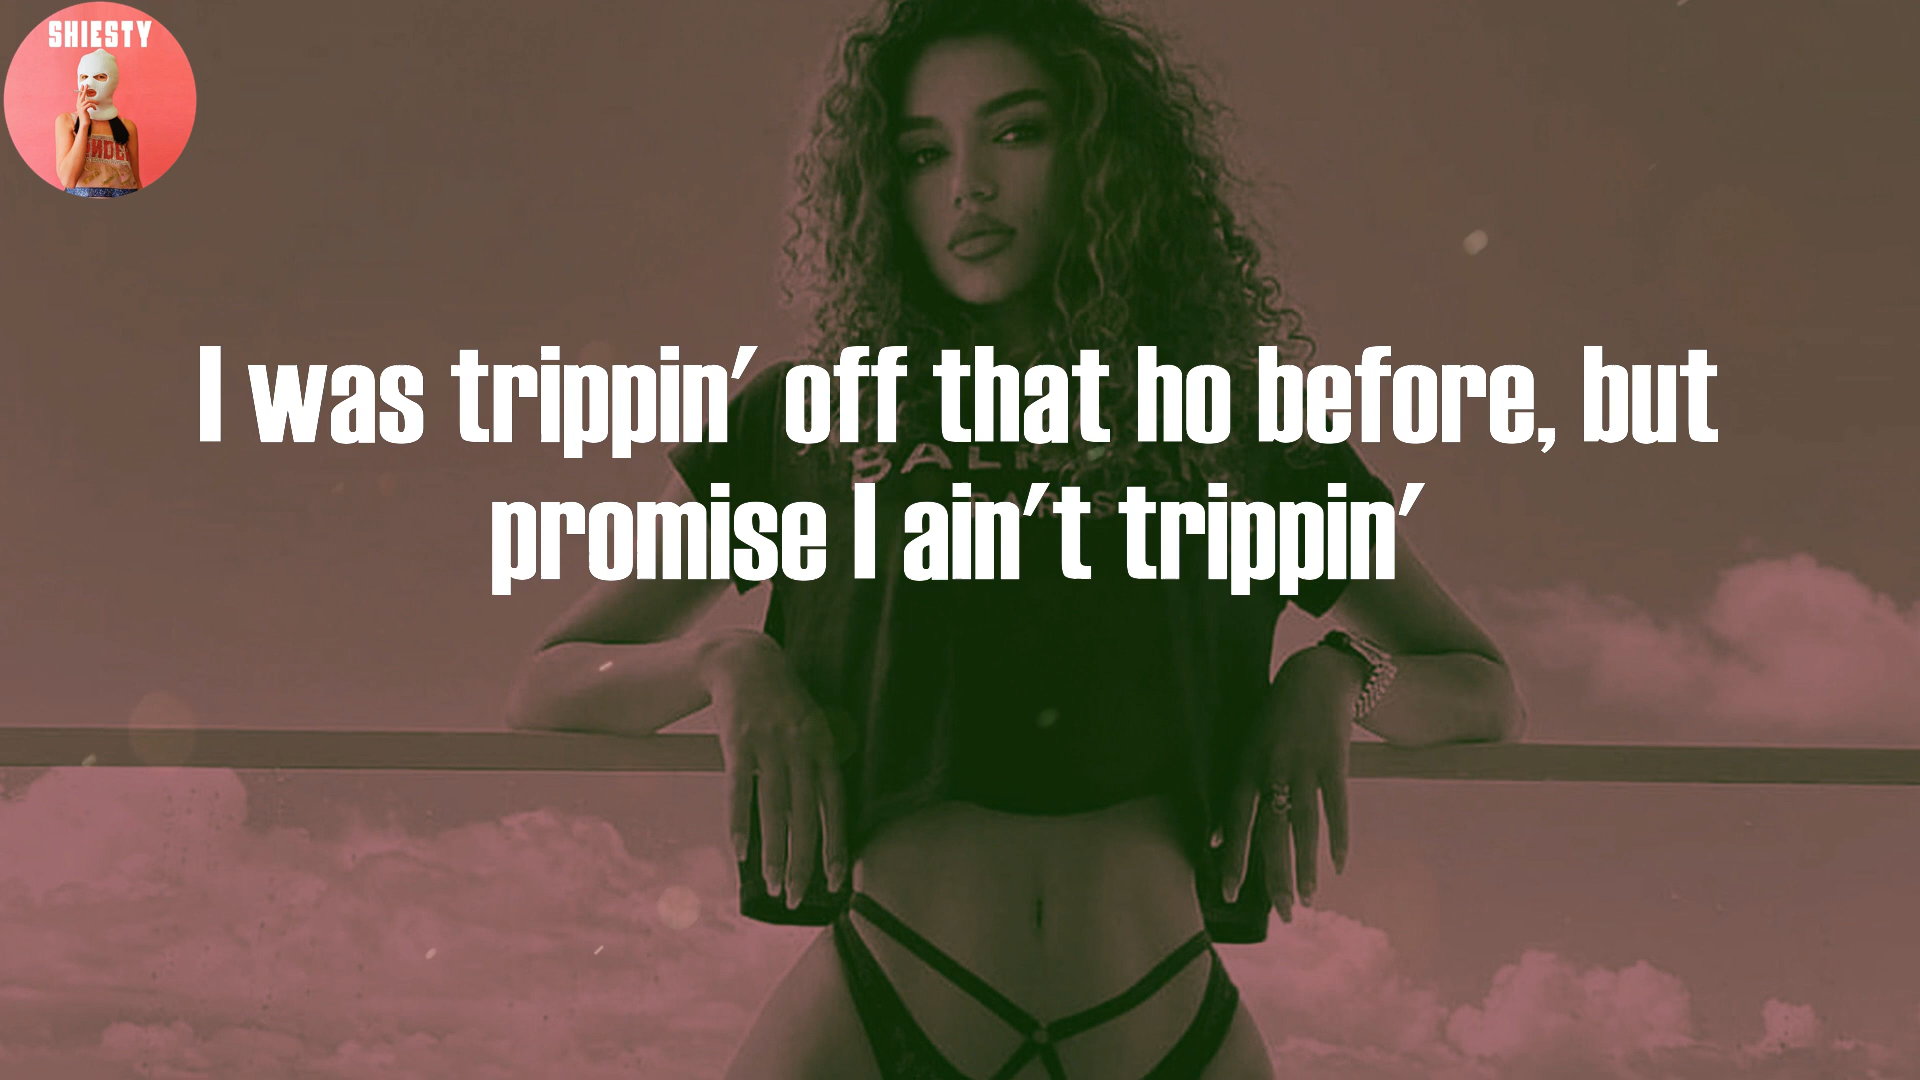 SHIESTY
I was trippin' off that ho before, but
promise I ain't trippin'